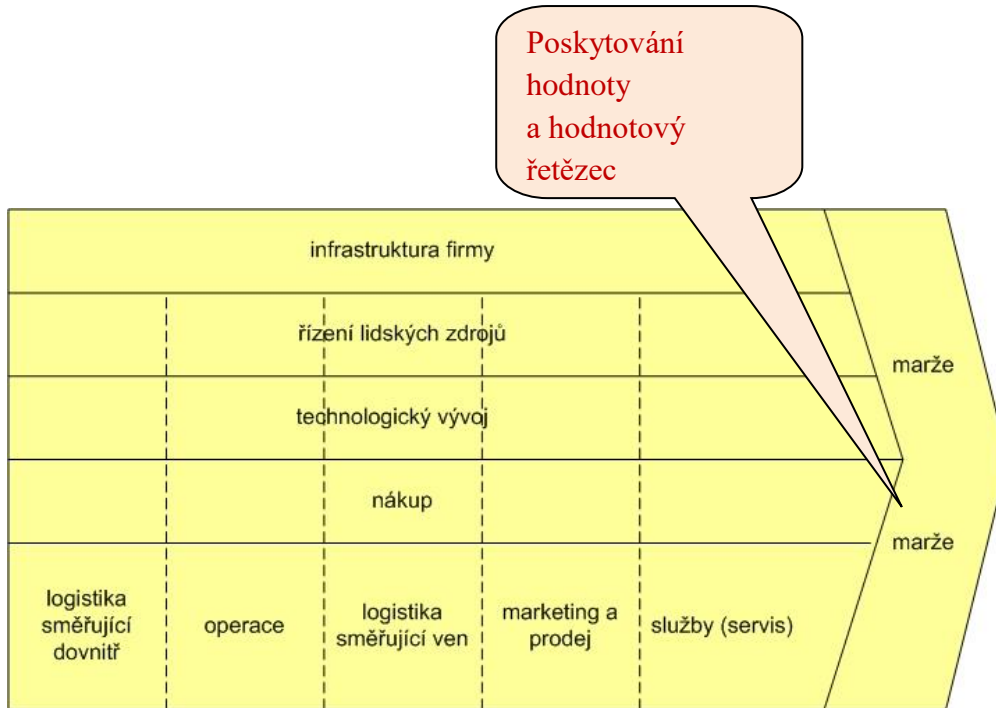 Poskytování
hodnoty
a hodnotový
řetězec
infrastruktura firmy
řízení lidských zdrojů
technologický vývoj
nákup
marže
marže
logistika
směřující
dovnitř
operace
logistika
směřující ven
marketing a
prodej
služby (servis)